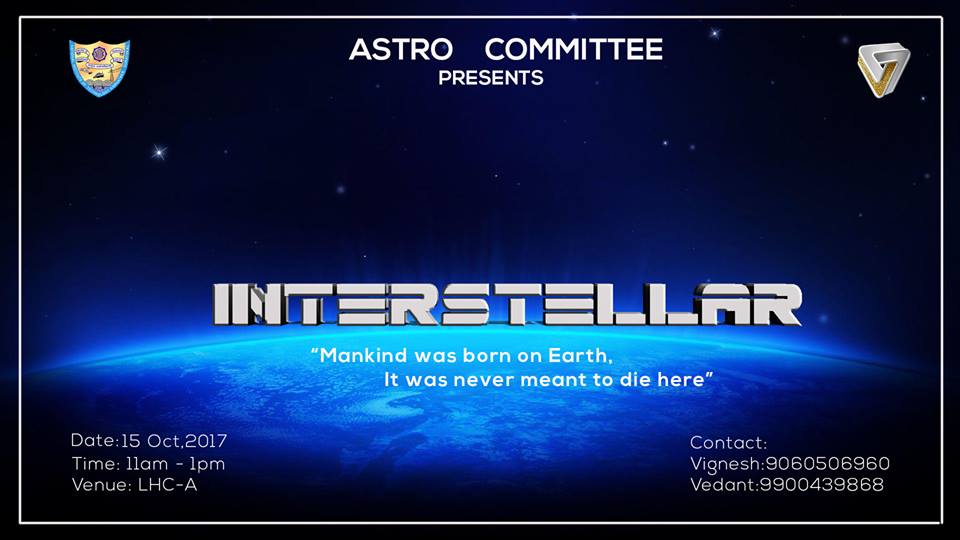 ASTRO COMMITTEE
PRESENTS
INTERSTELLAR
“Mankind was born on Earth,
It was never meant to die here”
Date:15 Oct,2017
Time: 11am - 1pm
Venue: LHC-A
Contact:
Vignesh:9060506960
Vedant:9900439868